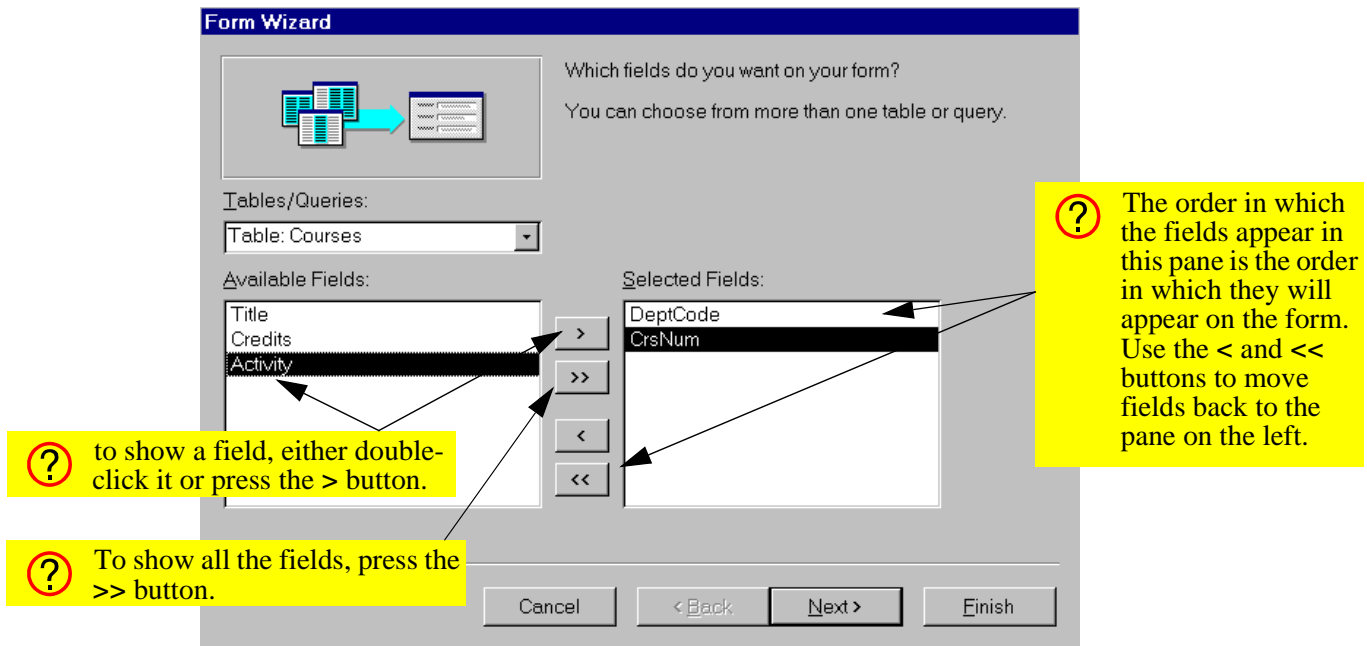 Form Wizard
Which fields do you want on your form?
You can choose from more than one table or query.
Tables/Queries:
Table: Courses
Available Fields:
Title
Credits
Activity
>
>>
<
<<
Selected Fields:
DeptCode
CrsNum
? The order in which
the fields appear in
this pane is the order
in which they will
appear on the form.
Use the < and <<
buttons to move
fields back to the
pane on the left.
? to show a field, either double-
click it or press the > button.
? To show all the fields, press the
>> button.
Cancel
< Back
Next >
Finish